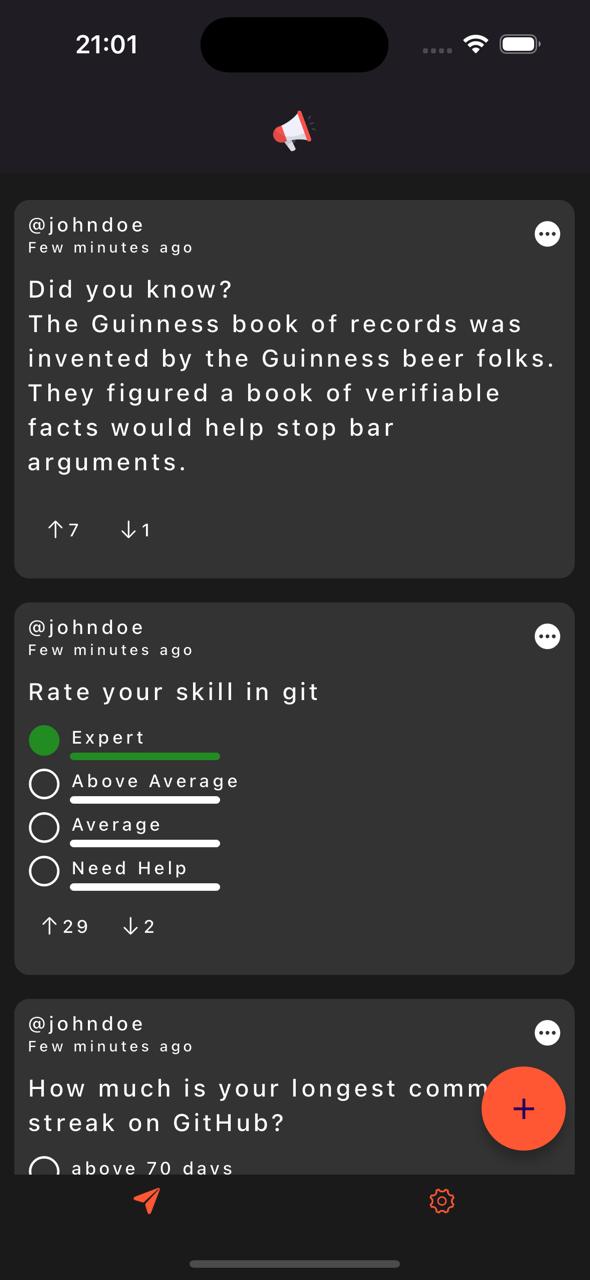 21:01
@johndoe
Few minutes ago
Did you know?
The Guinness book of records was
invented by the Guinness beer folks.
They figured a book of verifiable
facts would help stop bar
arguments.
↑7 ↓1
@johndoe
Few minutes ago
Rate your skill in git
Expert
Above Average
Average
Need Help
↑29 ↓2
@johndoe
Few minutes ago
How much is your longest comm
streak on GitHub?
above 70 days